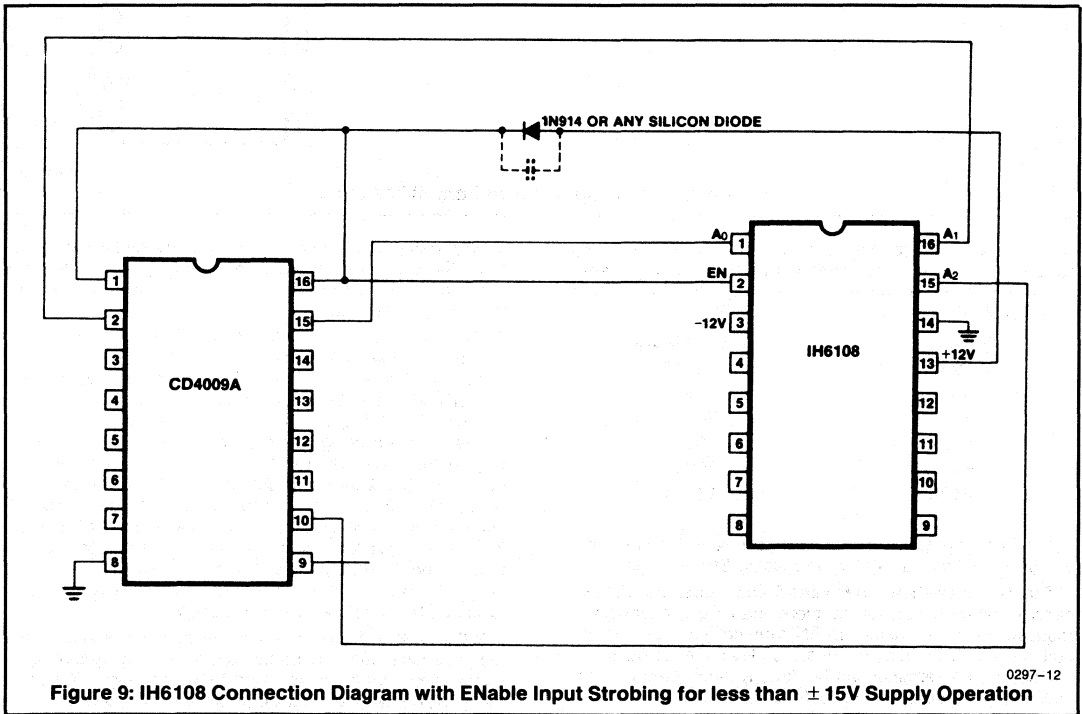 1N914 OR ANY SILICON DIODE
A₀ 1
16 A₁
EN 2
15 A₂
-12V 3
14
4
13 +12V
5
12
6
11
7
10
8
9
IH6108
1
16
2
15
3
14
4
13
5
12
6
11
7
10
8
9
CD4009A
0297-12
Figure 9: IH6108 Connection Diagram with ENable Input Strobing for less than ± 15V Supply Operation